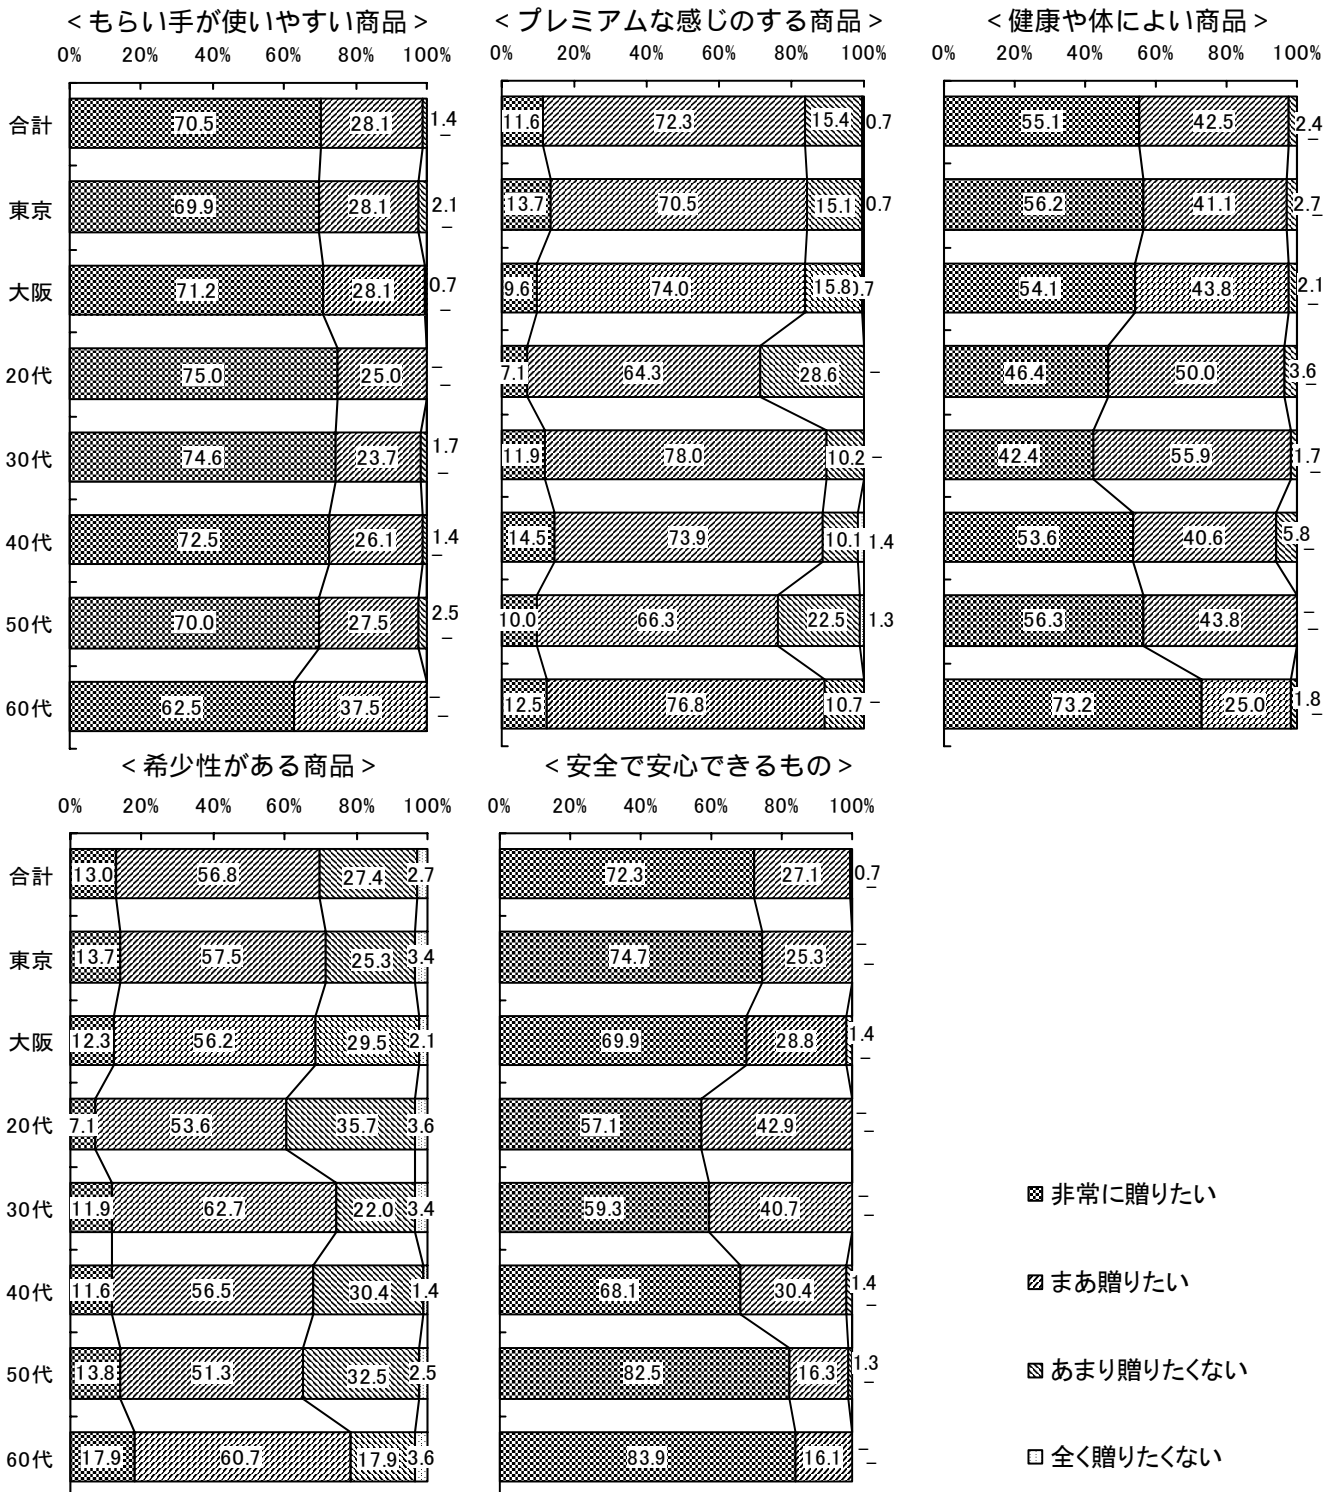 ＜もらい手が使いやすい商品＞
0% 20% 40% 60% 80% 100%
合計 70.5 28.1 1.4 –
東京 69.9 28.1 2.1 –
大阪 71.2 28.1 0.7 –
20代 75.0 25.0 – –
30代 74.6 23.7 1.7 –
40代 72.5 26.1 1.4 –
50代 70.0 27.5 2.5 –
60代 62.5 37.5 – –
＜プレミアムな感じのする商品＞
0% 20% 40% 60% 80% 100%
11.6 72.3 15.4 0.7
13.7 70.5 15.1 0.7
9.6 74.0 15.8 0.7
7.1 64.3 28.6 –
11.9 78.0 10.2 –
14.5 73.9 10.1 1.4
10.0 66.3 22.5 1.3
12.5 76.8 10.7 –
＜健康や体によい商品＞
0% 20% 40% 60% 80% 100%
55.1 42.5 2.4 –
56.2 41.1 2.7 –
54.1 43.8 2.1 –
46.4 50.0 3.6 –
42.4 55.9 1.7 –
53.6 40.6 5.8 –
56.3 43.8 – –
73.2 25.0 1.8 –
＜希少性がある商品＞
0% 20% 40% 60% 80% 100%
合計 13.0 56.8 27.4 2.7
東京 13.7 57.5 25.3 3.4
大阪 12.3 56.2 29.5 2.1
20代 7.1 53.6 35.7 3.6
30代 11.9 62.7 22.0 3.4
40代 11.6 56.5 30.4 1.4
50代 13.8 51.3 32.5 2.5
60代 17.9 60.7 17.9 3.6
＜安全で安心できるもの＞
0% 20% 40% 60% 80% 100%
72.3 27.1 0.7 –
74.7 25.3 – –
69.9 28.8 1.4 –
57.1 42.9 – –
59.3 40.7 – –
68.1 30.4 1.4 –
82.5 16.3 1.3 –
83.9 16.1 – –
非常に贈りたい
まあ贈りたい
あまり贈りたくない
全く贈りたくない